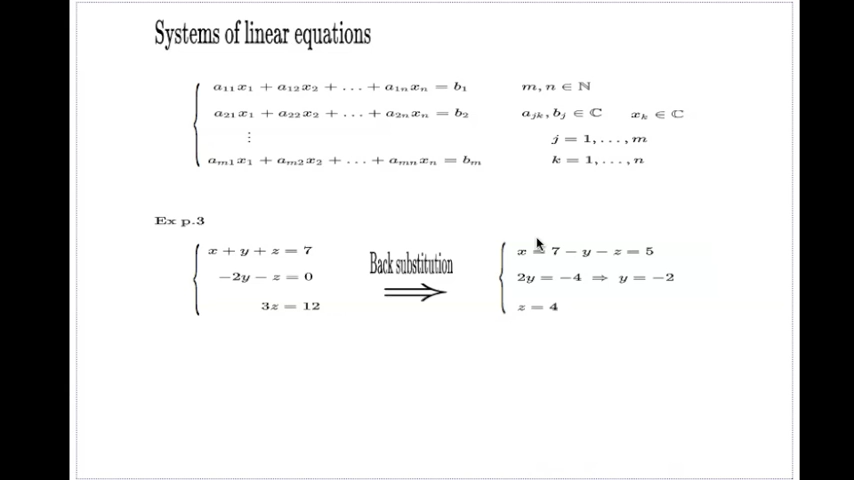 Systems of linear equations
a₁₁x₁ + a₁₂x₂ + . . . + a₁ₙxₙ = b₁ m, n ∈ ℕ
a₂₁x₁ + a₂₂x₂ + . . . + a₂ₙxₙ = b₂ aⱼₖ, bⱼ ∈ ℂ xₖ ∈ ℂ
⋮ j = 1, . . . , m
aₘ₁x₁ + aₘ₂x₂ + . . . + aₘₙxₙ = bₘ k = 1, . . . , n
Ex p.3
x + y + z = 7 Back substitution x = 7 − y − z = 5
−2y − z = 0 ⟹ 2y = −4 ⇒ y = −2
3z = 12 z = 4